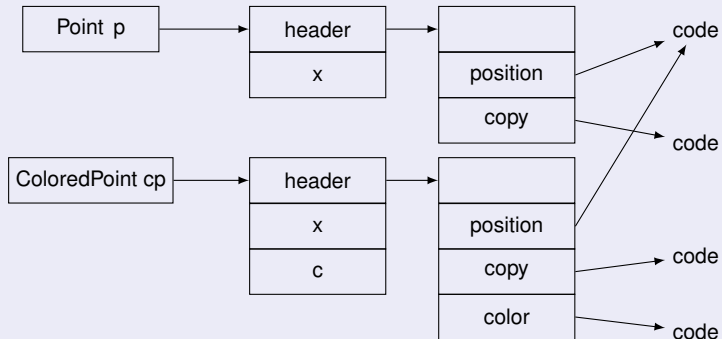 Point p
header
code
x
position
copy
code
ColoredPoint cp
header
x
position
c
copy
code
color
code